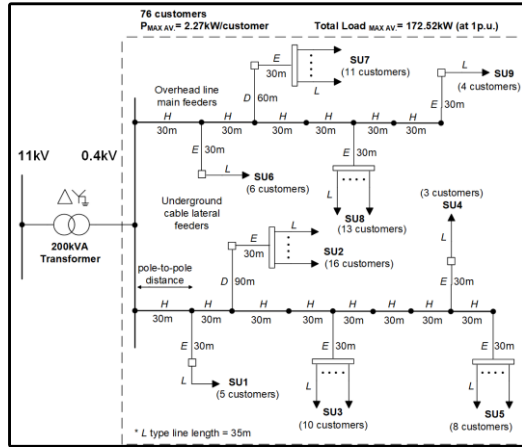 76 customers
P MAX AV.= 2.27kW/customer
Total Load MAX AV.= 172.52kW (at 1p.u.)
E
30m
L
SU7
(11 customers)
L
SU9
(4 customers)
Overhead line
main feeders
D
60m
E
30m
H
H
H
H
H
H
30m
30m
30m
30m
30m
30m
11kV
0.4kV
E
30m
L
SU6
(6 customers)
E
30m
L
SU8
(13 customers)
(3 customers)
SU4
Underground
cable lateral
feeders
200kVA
Transformer
E
30m
L
SU2
(16 customers)
L
pole-to-pole
distance
D
90m
E
30m
H
H
H
H
H
H
H
30m
30m
30m
30m
30m
30m
30m
E
30m
L
SU1
(5 customers)
E
30m
L
SU3
(10 customers)
E
30m
L
SU5
(8 customers)
* L type line length = 35m